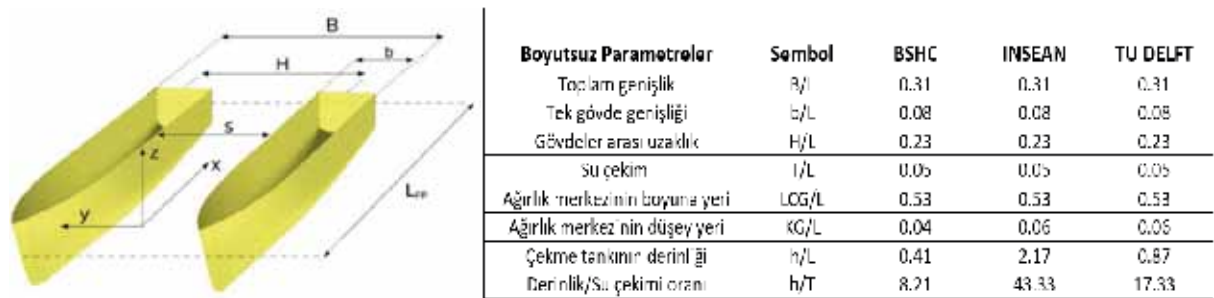 B
b
H
s
z
x
y
Lpp
Boyutsuz Parametreler Sembol BSHC INSEAN TU DELFT
Toplam genişlik B/L 0.31 0.31 0.31
Tek gövde genişliği b/L 0.08 0.08 0.08
Gövdeler arası uzaklık H/L 0.23 0.23 0.23
Su çekim T/L 0.05 0.05 0.05
Ağırlık merkezinin boyuna yeri LCG/L 0.53 0.53 0.53
Ağırlık merkezinin düşey yeri KG/L 0.04 0.06 0.06
Çekme tankının derinliği h/L 0.41 2.17 0.87
Derinlik/Su çekimi oranı h/T 8.21 43.33 17.33